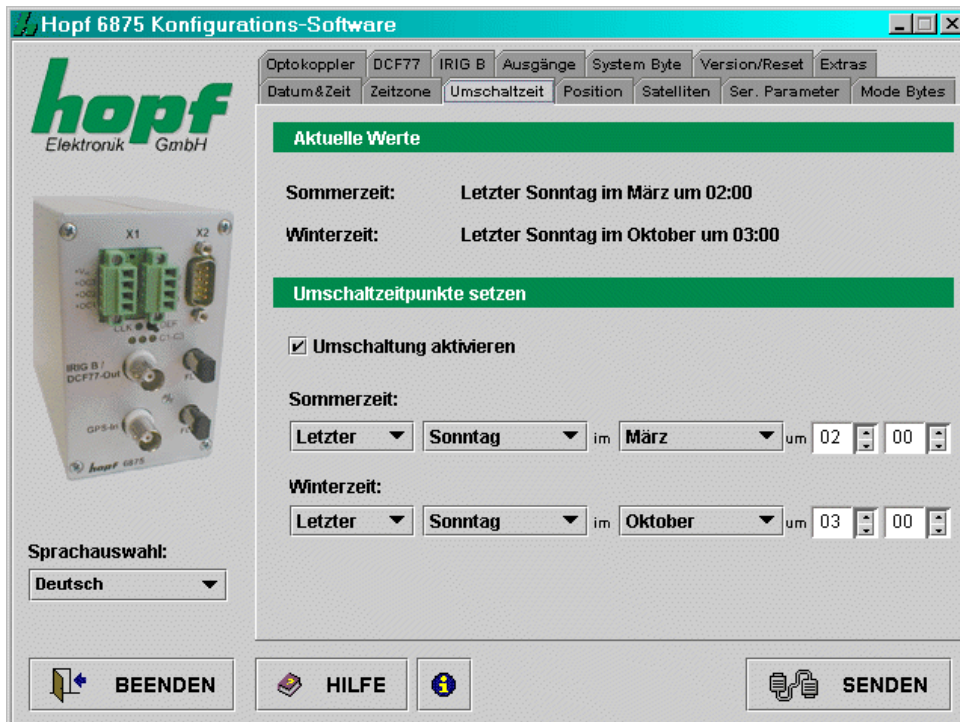 Hopf 6875 Konfigurations-Software
hopf
Elektronik GmbH
Optokoppler DCF77 IRIG B Ausgänge System Byte Version/Reset Extras
Datum&Zeit Zeitzone Umschaltzeit Position Satelliten Ser. Parameter Mode Bytes
Aktuelle Werte
Sommerzeit: Letzter Sonntag im März um 02:00
Winterzeit: Letzter Sonntag im Oktober um 03:00
Umschaltzeitpunkte setzen
Umschaltung aktivieren
Sommerzeit:
Letzter Sonntag im März um 02 00
Winterzeit:
Letzter Sonntag im Oktober um 03 00
X1 X2
C1-C3
IRIG B /
DCF77-Out
GPS-In
hopf 6875
Sprachauswahl:
Deutsch
BEENDEN HILFE SENDEN